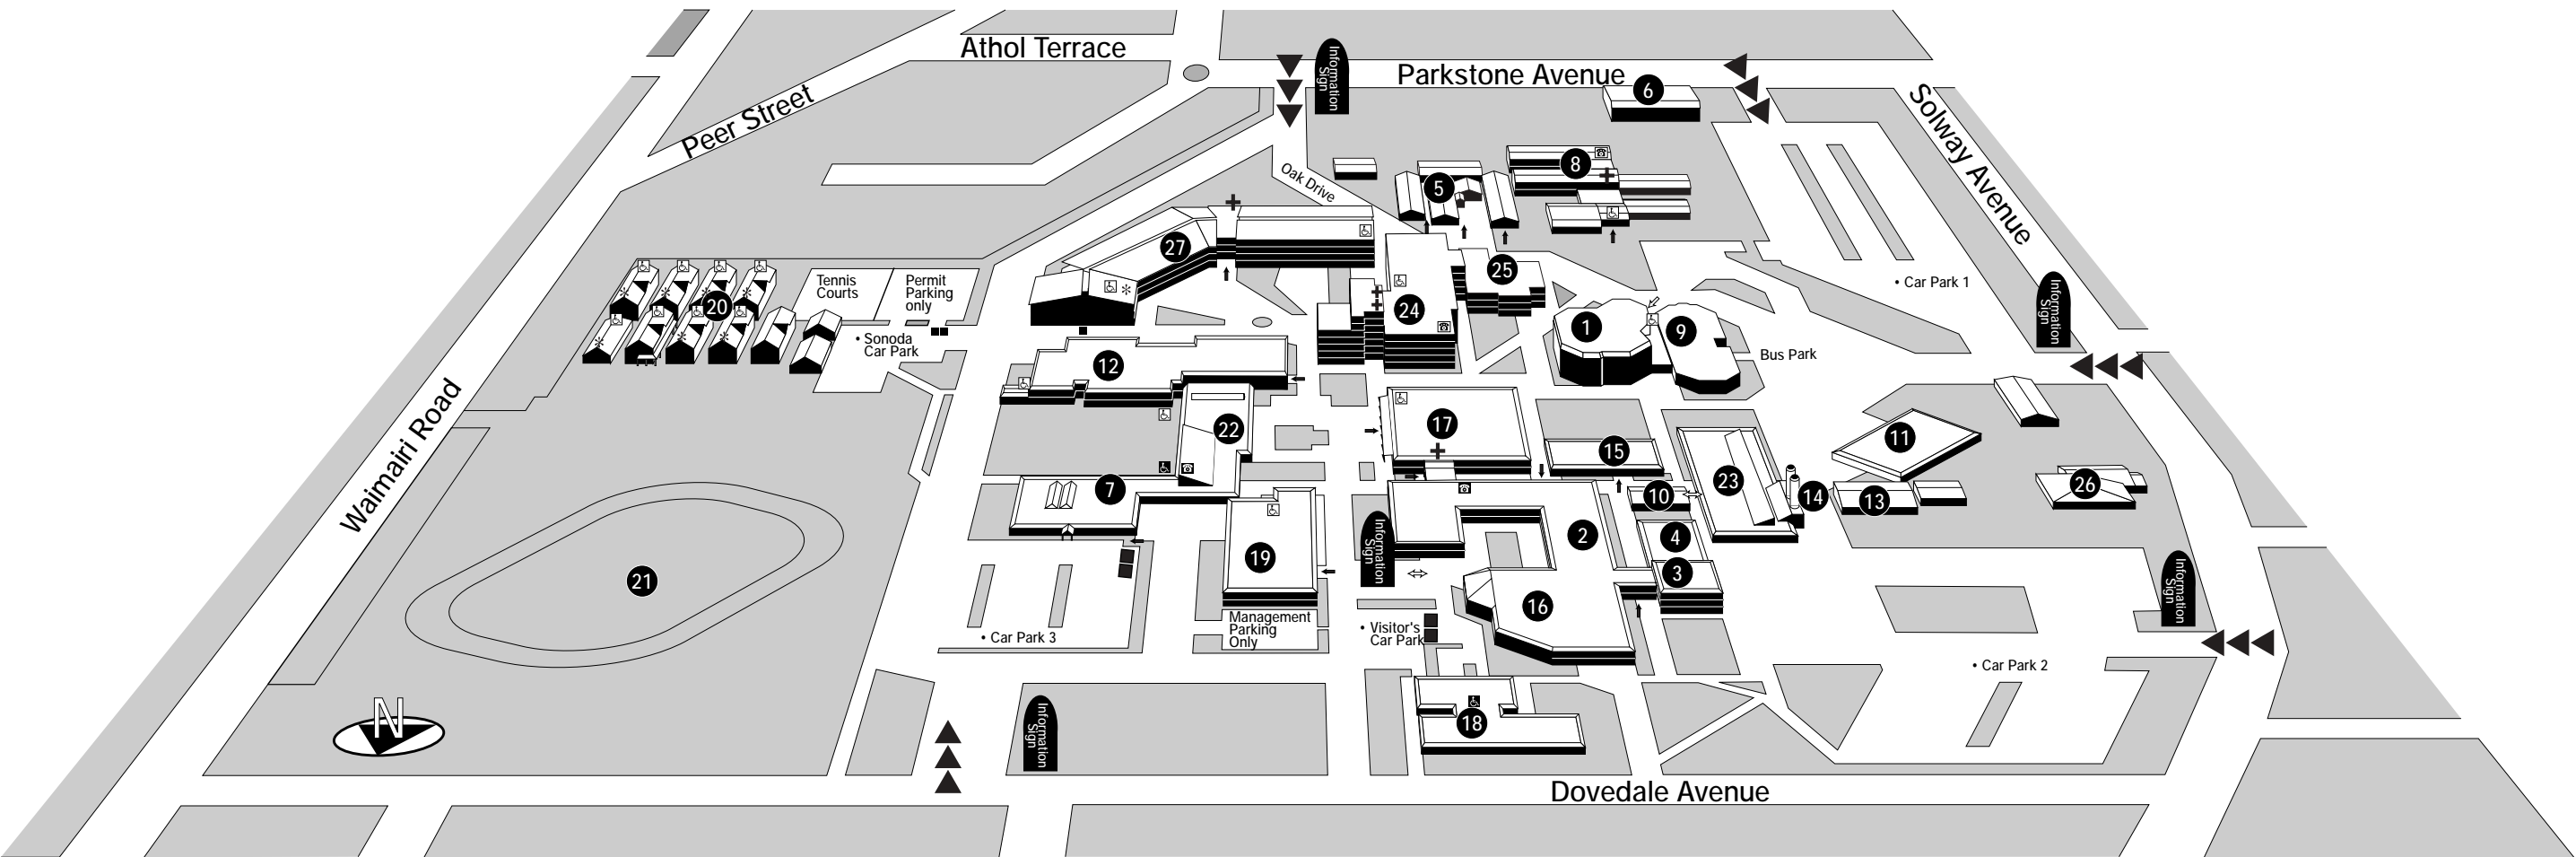 Athol Terrace
Parkstone Avenue
Information
Sign
6
Peer Street
Solway Avenue
8
5
Oak Drive
27
25
Tennis
Courts
Permit
Parking
only
• Car Park 1
Information
Sign
20
24
1
9
• Sonoda
Car Park
Bus Park
12
Waimairi Road
22
17
15
11
7
23
10
14
13
26
2
4
Information
Sign
19
3
21
16
Information
Sign
Management
Parking
Only
• Visitor's
Car Park
• Car Park 3
• Car Park 2
N
Information
Sign
18
Dovedale Avenue